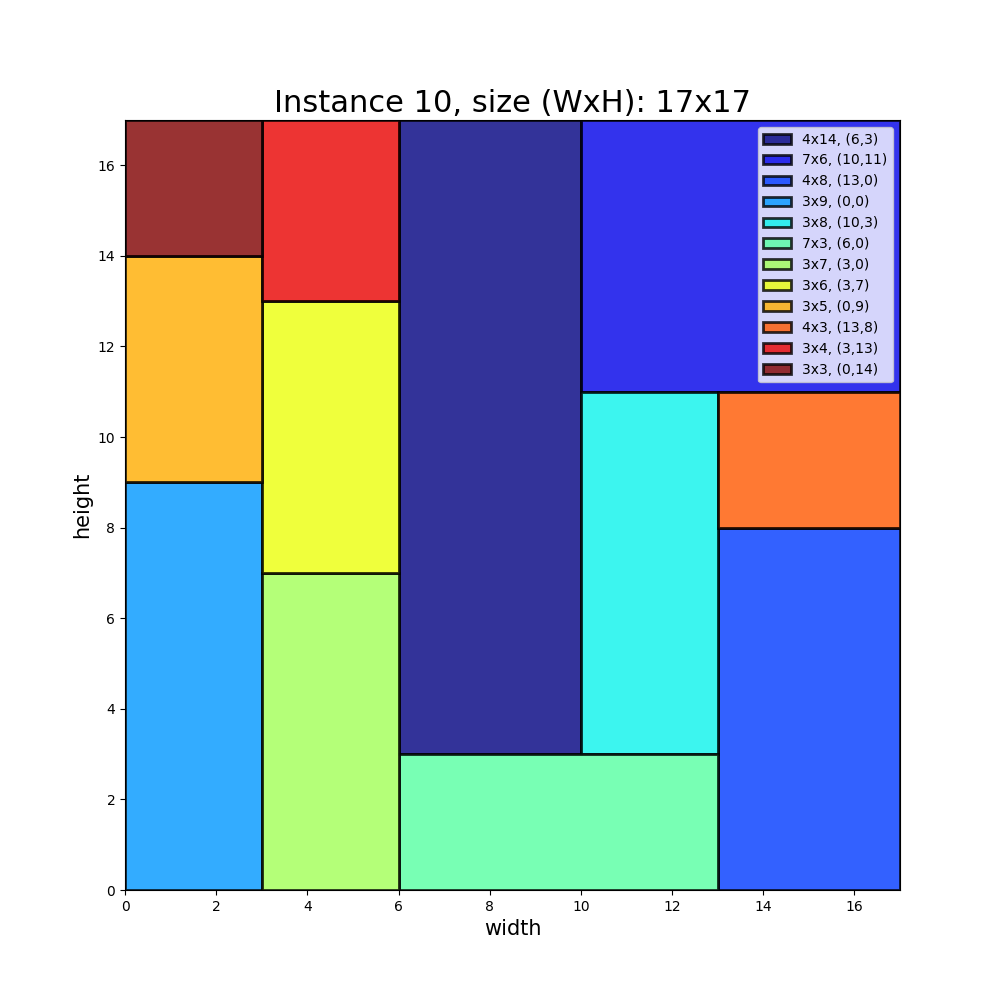 Instance 10, size (WxH): 17x17
4x14, (6,3)
7x6, (10,11)
4x8, (13,0)
3x9, (0,0)
3x8, (10,3)
7x3, (6,0)
3x7, (3,0)
3x6, (3,7)
3x5, (0,9)
4x3, (13,8)
3x4, (3,13)
3x3, (0,14)
height
16
14
12
10
8
6
4
2
0
0 2 4 6 8 10 12 14 16
width